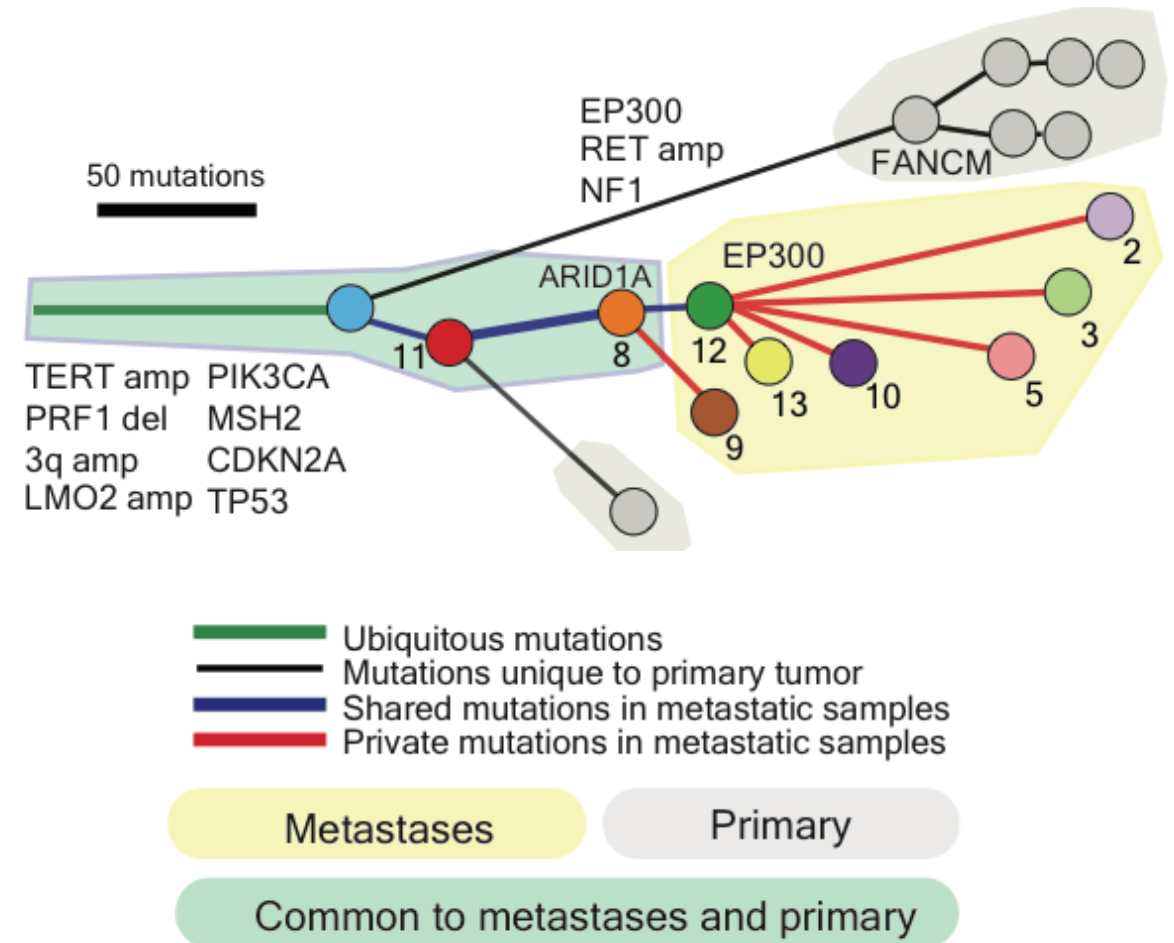 EP300
RET amp
NF1
FANCM
50 mutations
EP300
ARID1A
2
3
11
8
12
13
10
5
9
TERT amp PIK3CA
PRF1 del MSH2
3q amp CDKN2A
LMO2 amp TP53
Ubiquitous mutations
Mutations unique to primary tumor
Shared mutations in metastatic samples
Private mutations in metastatic samples
Metastases
Primary
Common to metastases and primary